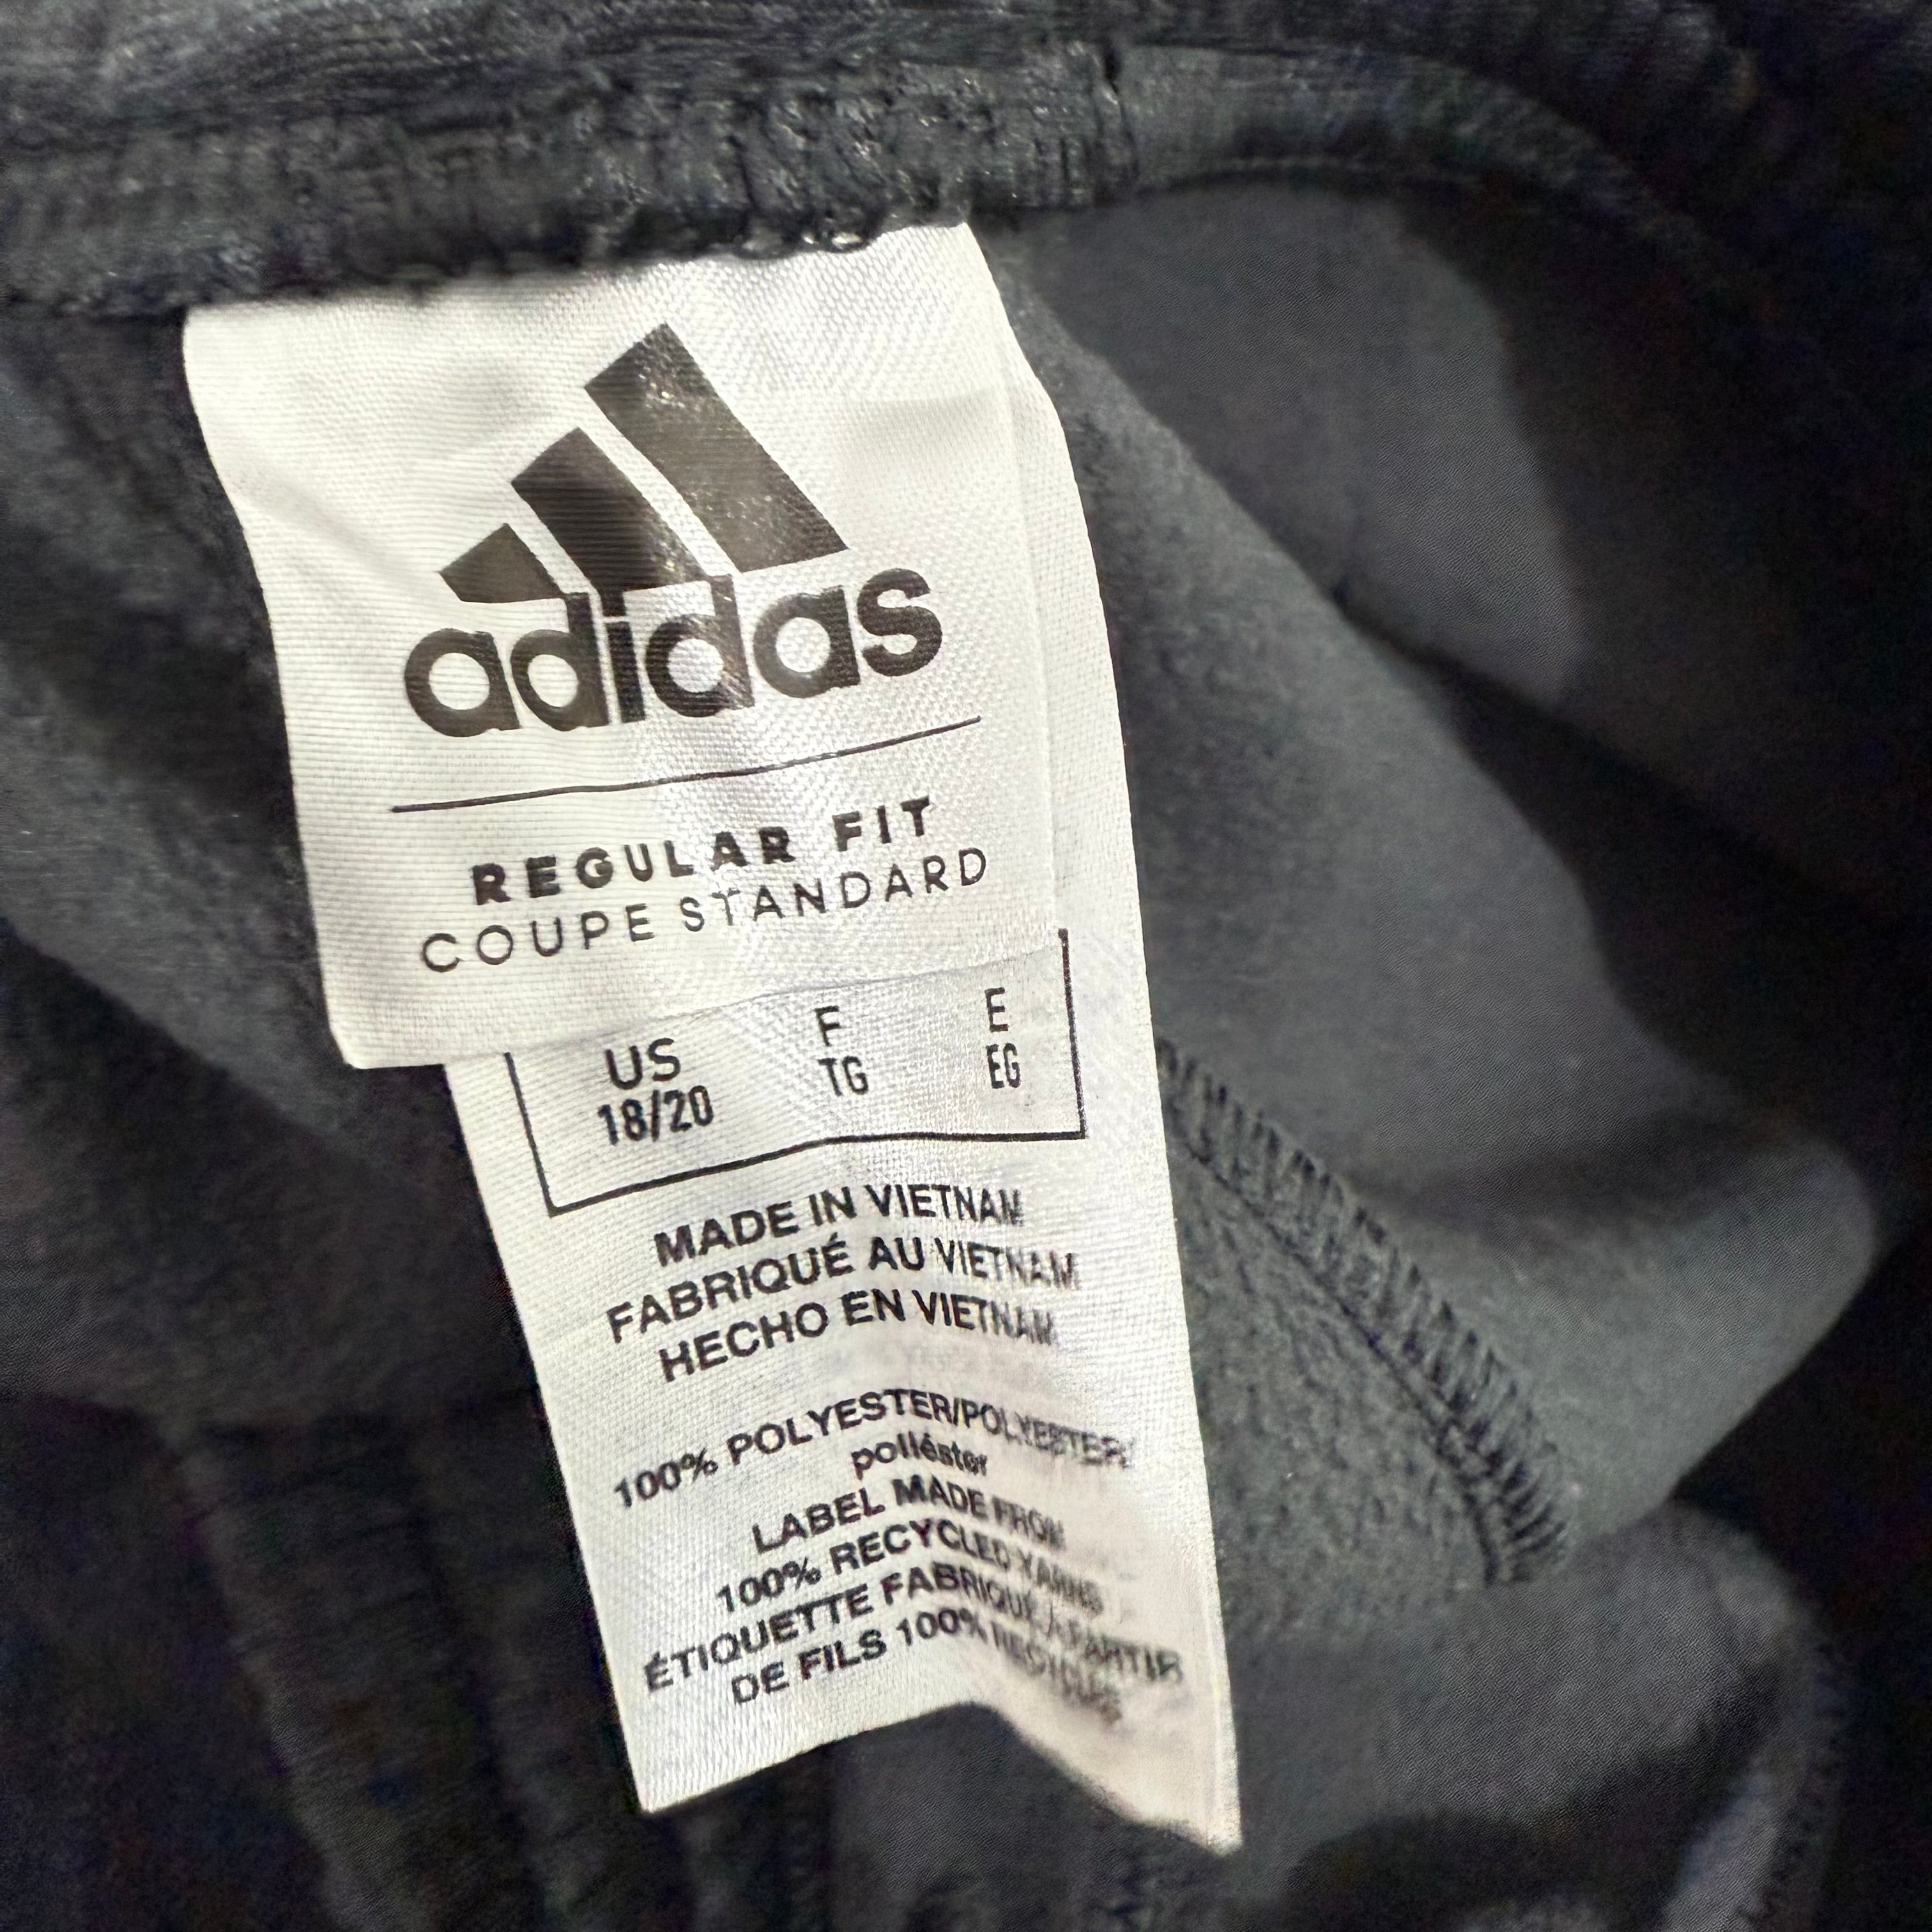 adidas
REGULAR FIT
COUPE STANDARD
US F E
18/20 TG EG
MADE IN VIETNAM
FABRIQUÉ AU VIETNAM
HECHO EN VIETNAM
100% POLYESTER/POLYESTER/
poliéster
LABEL MADE FROM
100% RECYCLED YARNS
ÉTIQUETTE FABRIQUÉ À PARTIR
DE FILS 100% RECYCLÉS